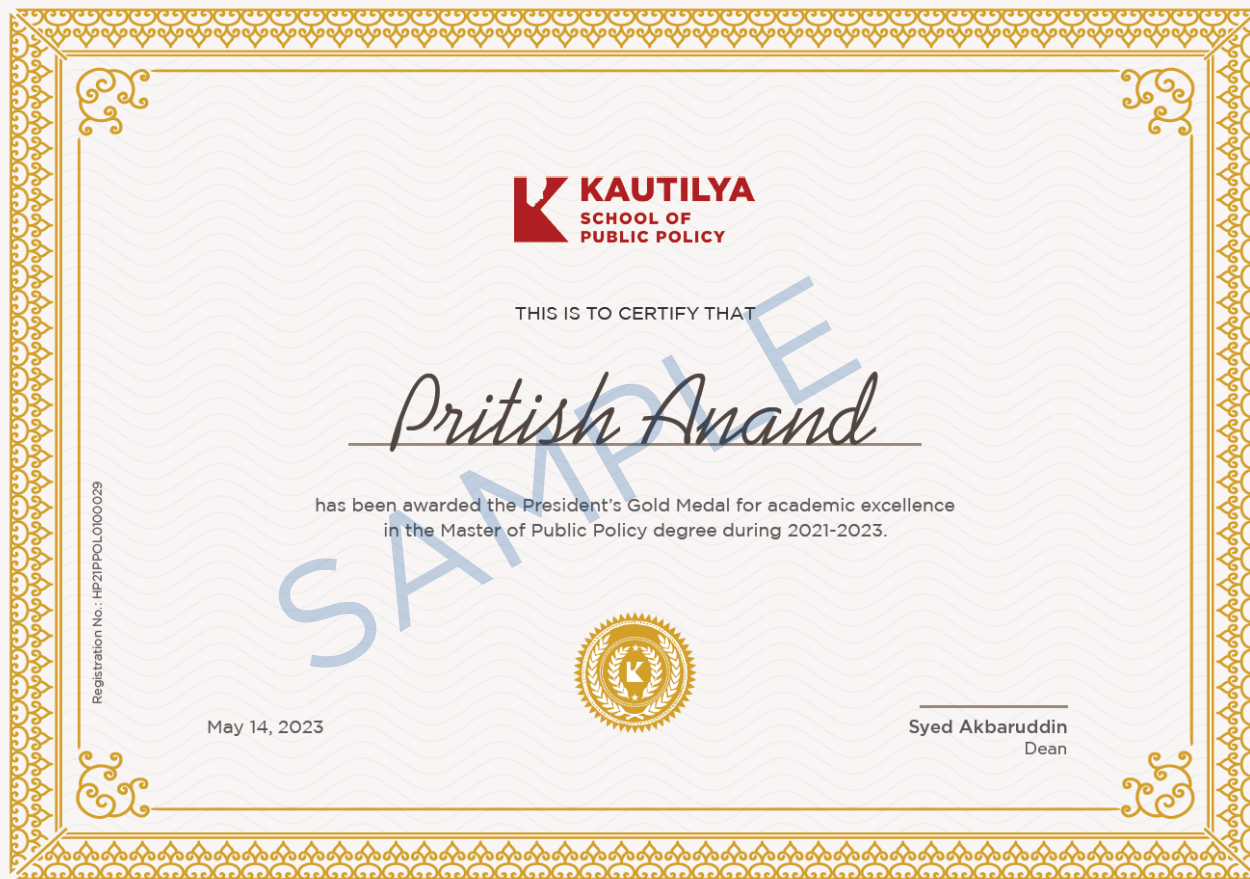 KAUTILYA
SCHOOL OF
PUBLIC POLICY
THIS IS TO CERTIFY THAT
Pritish Anand
has been awarded the President's Gold Medal for academic excellence
in the Master of Public Policy degree during 2021-2023.
SAMPLE
Registration No.: HP21PPOL0100029
K
May 14, 2023
Syed Akbaruddin
Dean